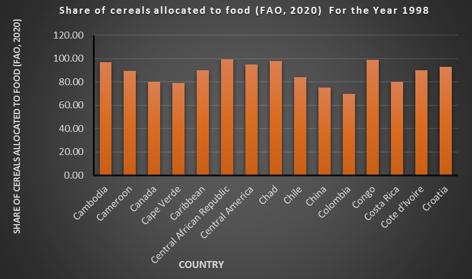 Share of cereals allocated to food (FAO, 2020) For the Year 1998
SHARE OF CEREALS ALLOCATED TO FOOD (FAO, 2020)
120.00
100.00
80.00
60.00
40.00
20.00
0.00
Cambodia
Cameroon
Canada
Cape Verde
Caribbean
Central African Republic
Central America
Chad
Chile
China
Colombia
Congo
Costa Rica
Cote d'Ivoire
Croatia
COUNTRY